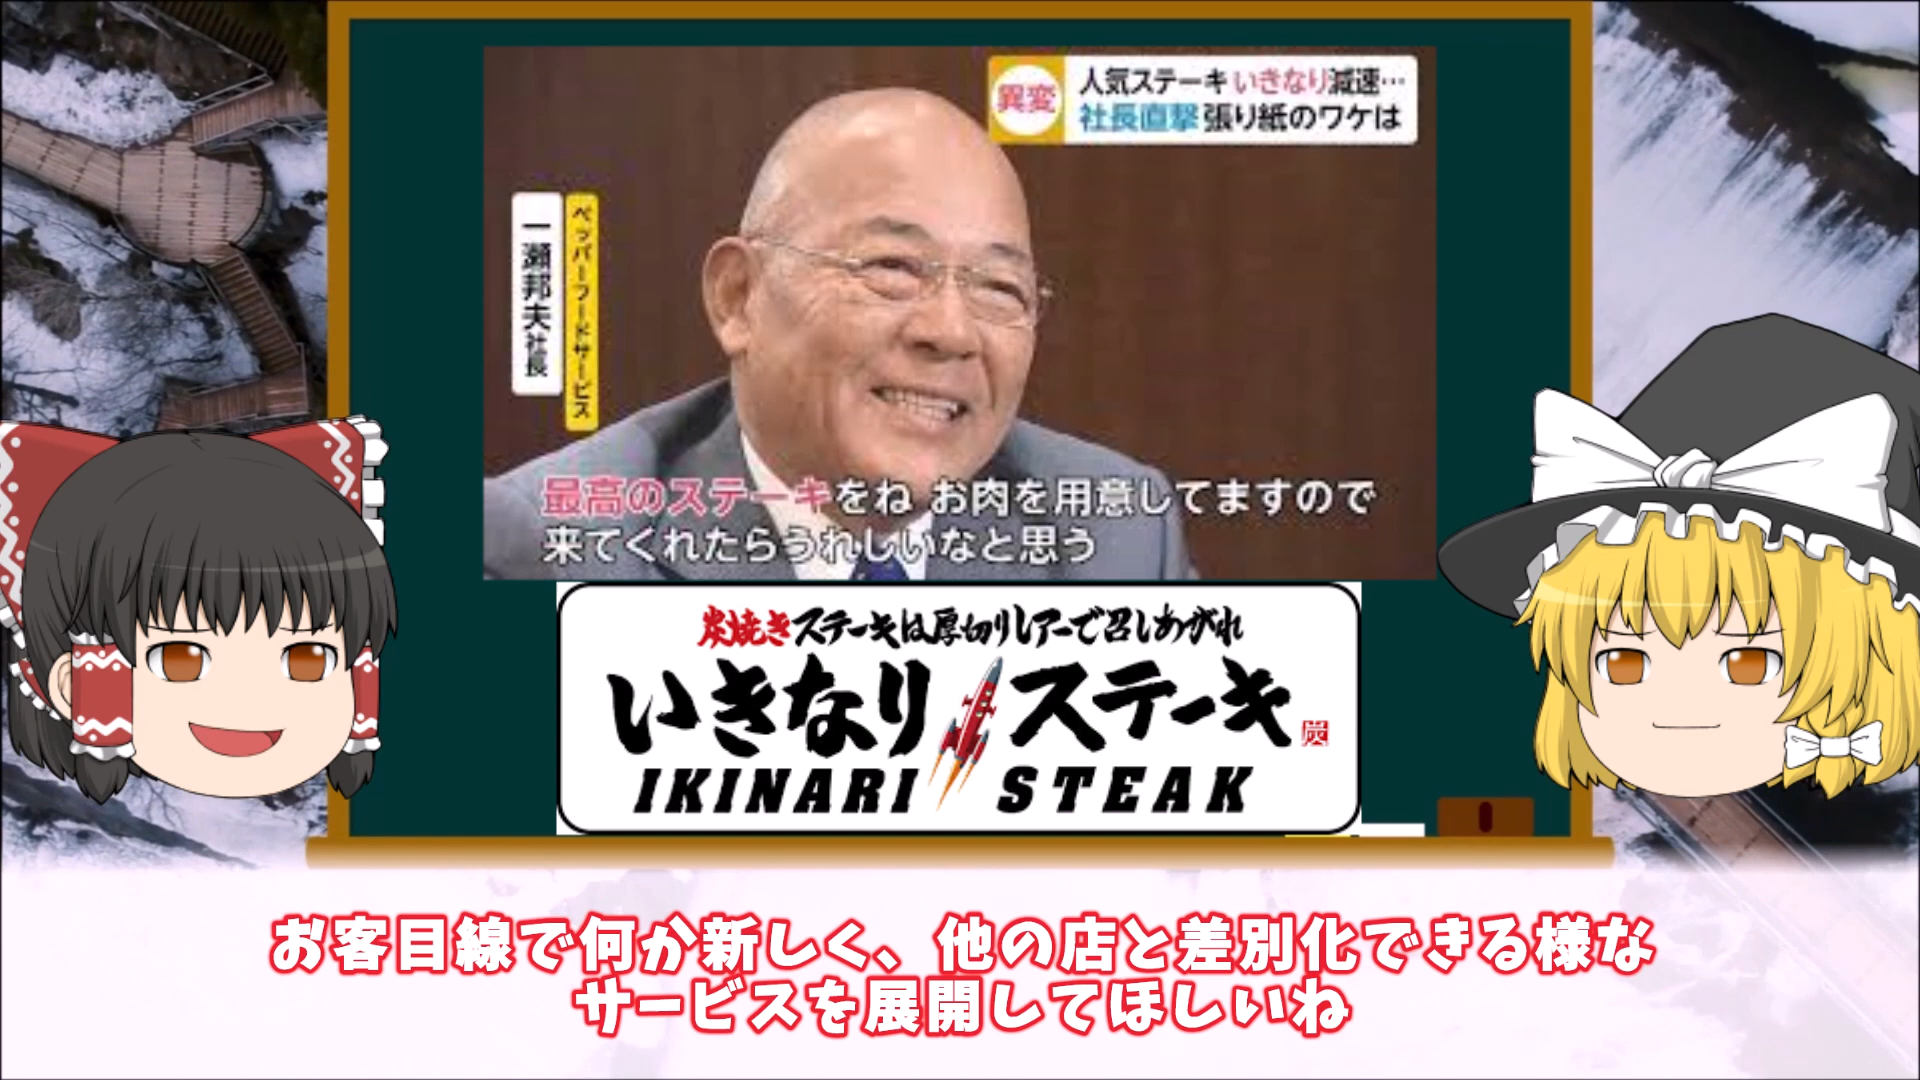 異変
人気ステーキ いきなり減速…
社長直撃 張り紙のワケは
ペッパーフードサービス
一瀬邦夫社長
最高のステーキをね お肉を用意してますので
来てくれたらうれしいなと思う
炭焼きステーキは厚切りレアーで召しあがれ
いきなりステーキ
炭
IKINARI STEAK
お客目線で何か新しく、他の店と差別化できる様な
サービスを展開してほしいね